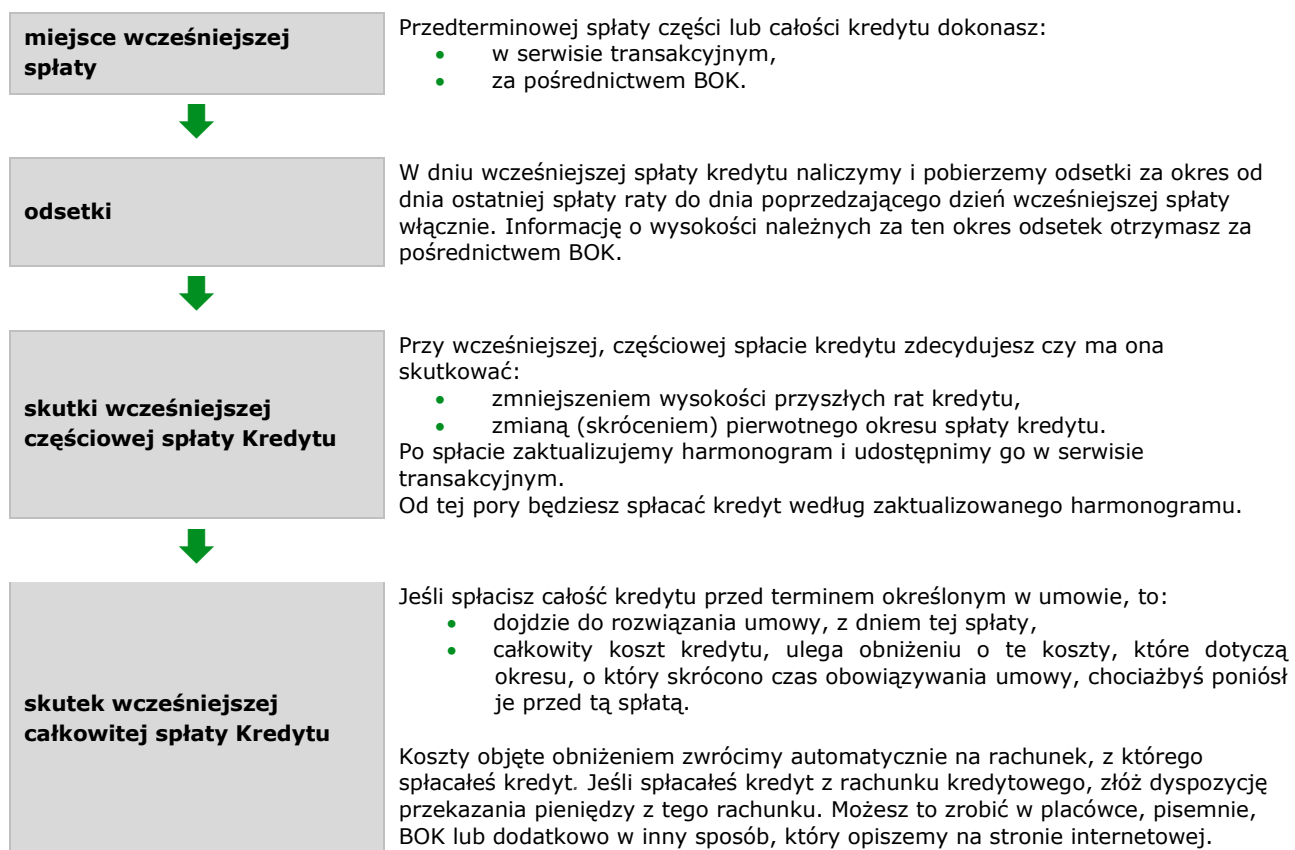 miejsce wcześniejszej
spłaty
Przedterminowej spłaty części lub całości kredytu dokonasz:
• w serwisie transakcyjnym,
• za pośrednictwem BOK.
odsetki
W dniu wcześniejszej spłaty kredytu naliczymy i pobierzemy odsetki za okres od
dnia ostatniej spłaty raty do dnia poprzedzającego dzień wcześniejszej spłaty
włącznie. Informację o wysokości należnych za ten okres odsetek otrzymasz za
pośrednictwem BOK.
skutki wcześniejszej
częściowej spłaty Kredytu
Przy wcześniejszej, częściowej spłacie kredytu zdecydujesz czy ma ona
skutkować:
• zmniejszeniem wysokości przyszłych rat kredytu,
• zmianą (skróceniem) pierwotnego okresu spłaty kredytu.
Po spłacie zaktualizujemy harmonogram i udostępnimy go w serwisie
transakcyjnym.
Od tej pory będziesz spłacać kredyt według zaktualizowanego harmonogramu.
skutek wcześniejszej
całkowitej spłaty Kredytu
Jeśli spłacisz całość kredytu przed terminem określonym w umowie, to:
• dojdzie do rozwiązania umowy, z dniem tej spłaty,
• całkowity koszt kredytu, ulega obniżeniu o te koszty, które dotyczą
okresu, o który skrócono czas obowiązywania umowy, chociażbyś poniósł
je przed tą spłatą.
Koszty objęte obniżeniem zwrócimy automatycznie na rachunek, z którego
spłacałeś kredyt. Jeśli spłacałeś kredyt z rachunku kredytowego, złóż dyspozycję
przekazania pieniędzy z tego rachunku. Możesz to zrobić w placówce, pisemnie,
BOK lub dodatkowo w inny sposób, który opiszemy na stronie internetowej.